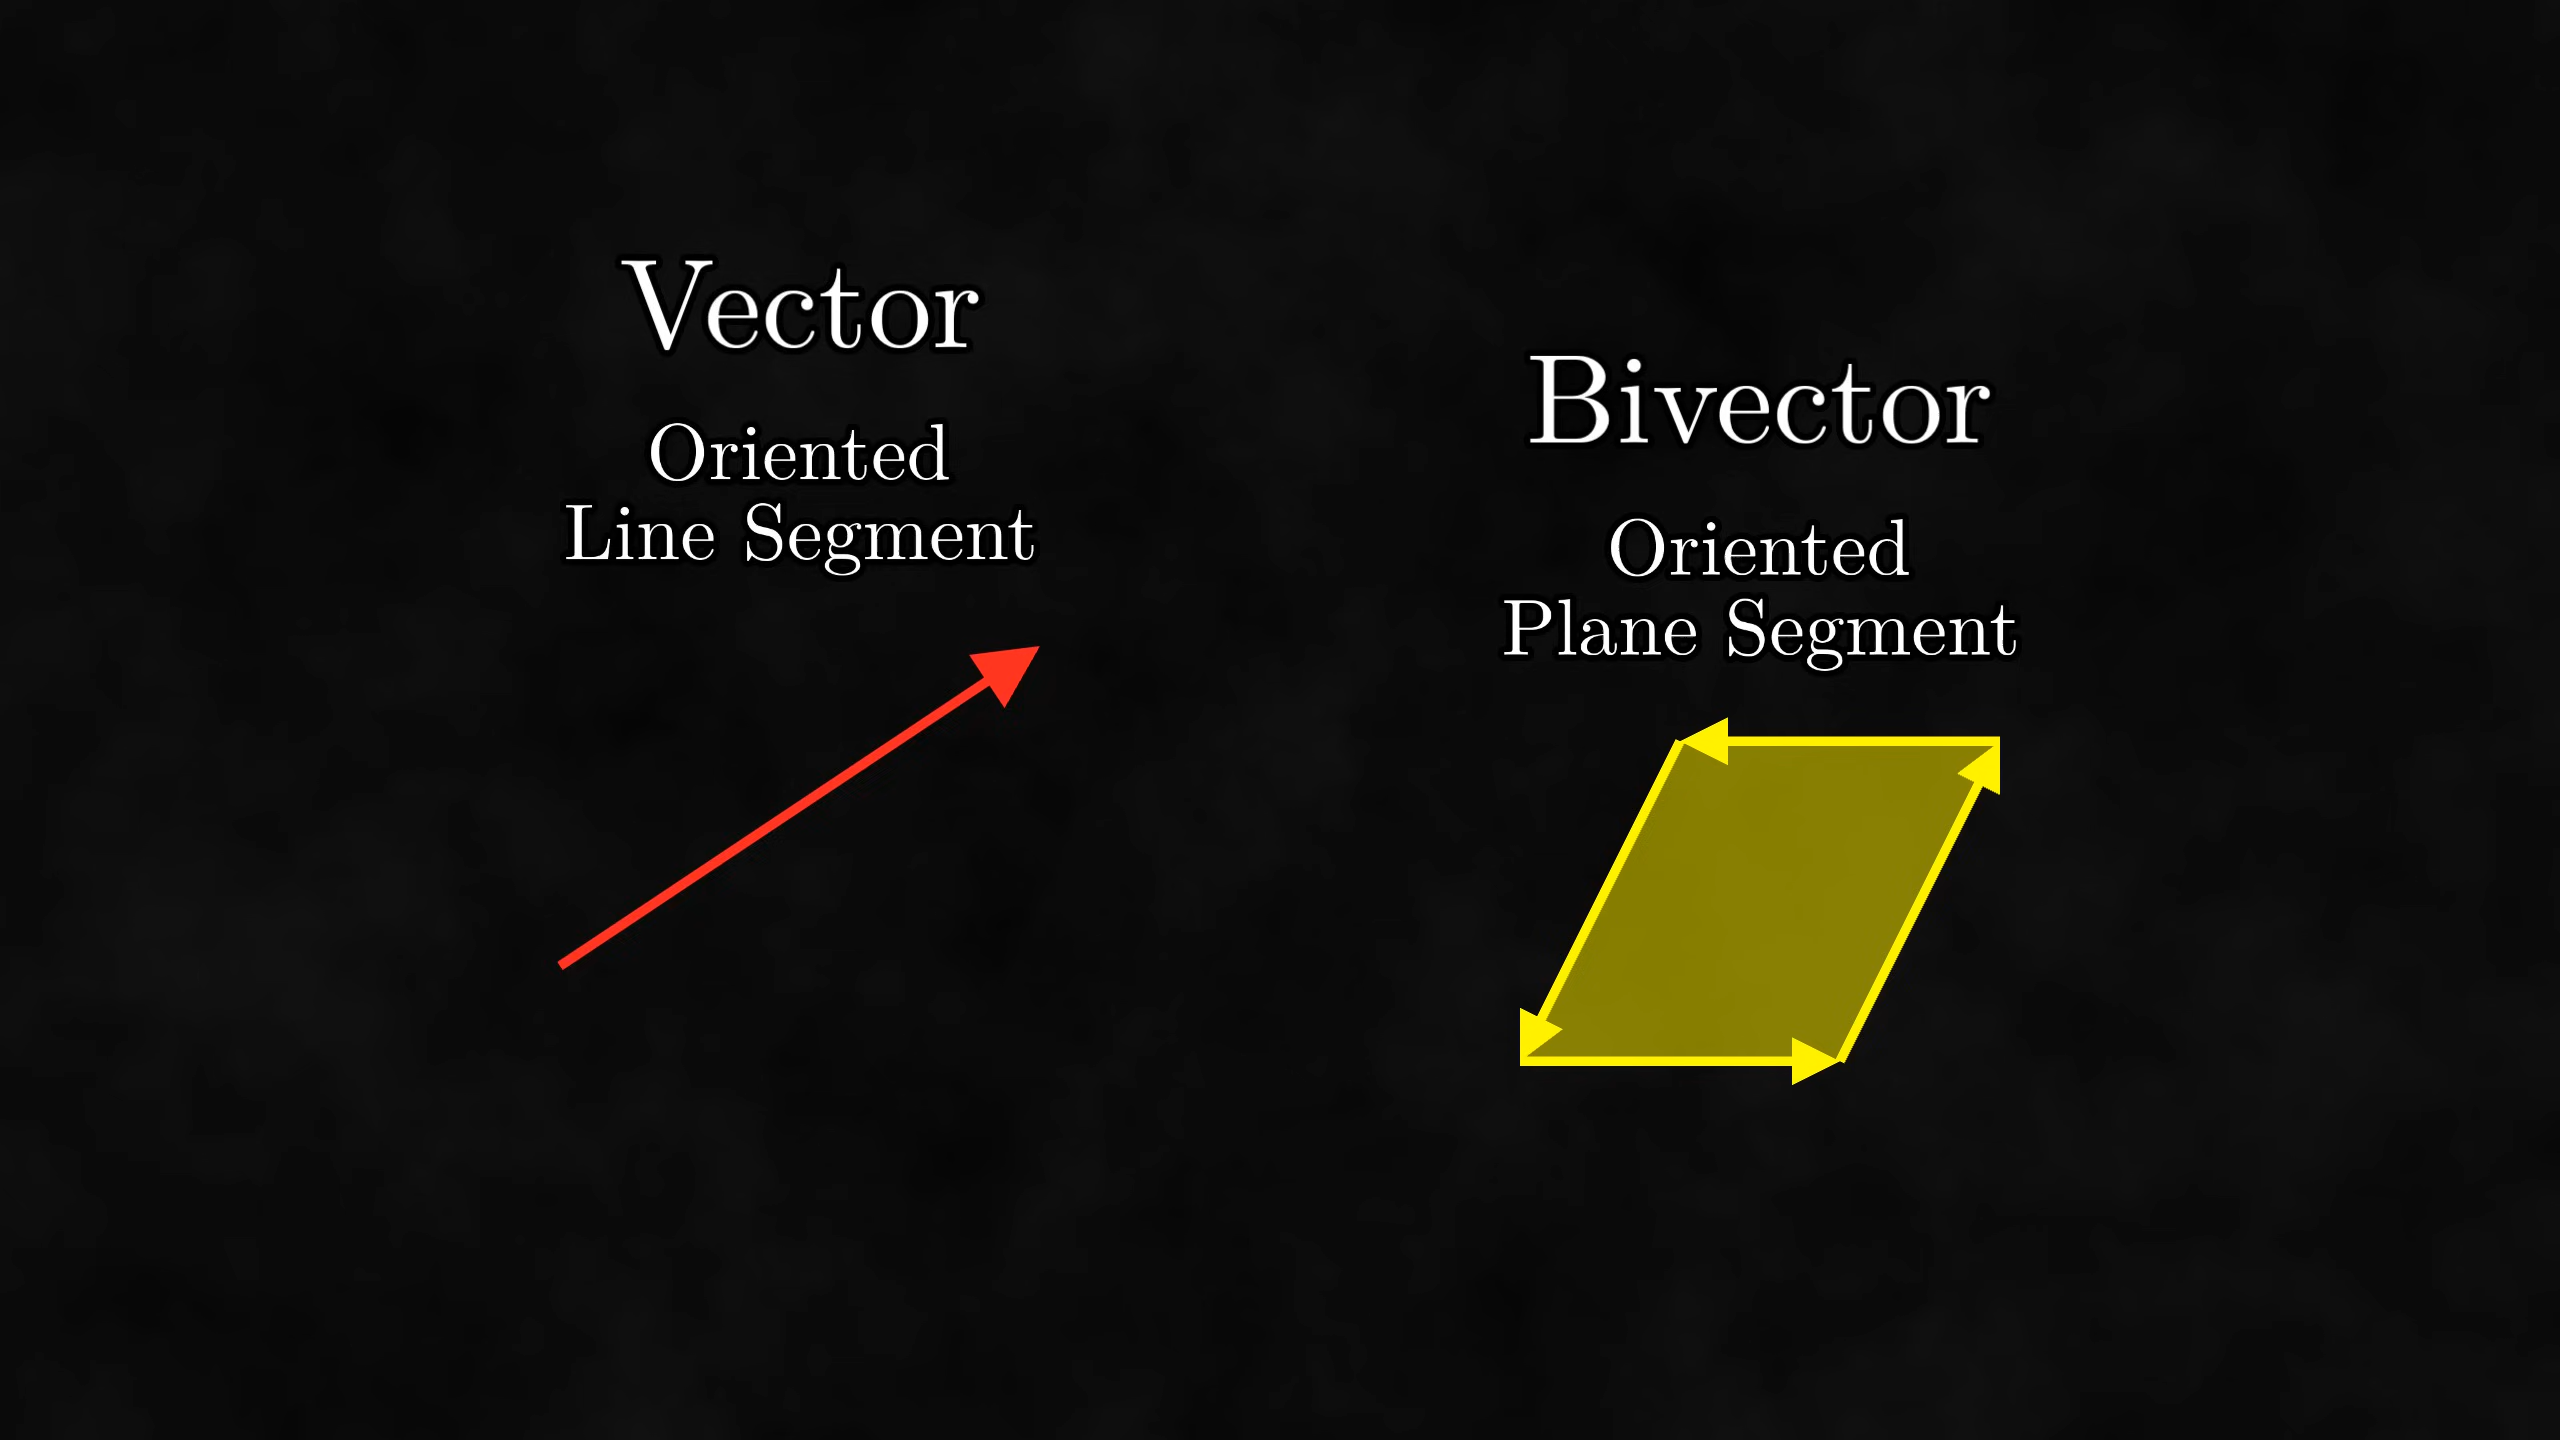 Vector
Oriented
Line Segment
Bivector
Oriented
Plane Segment